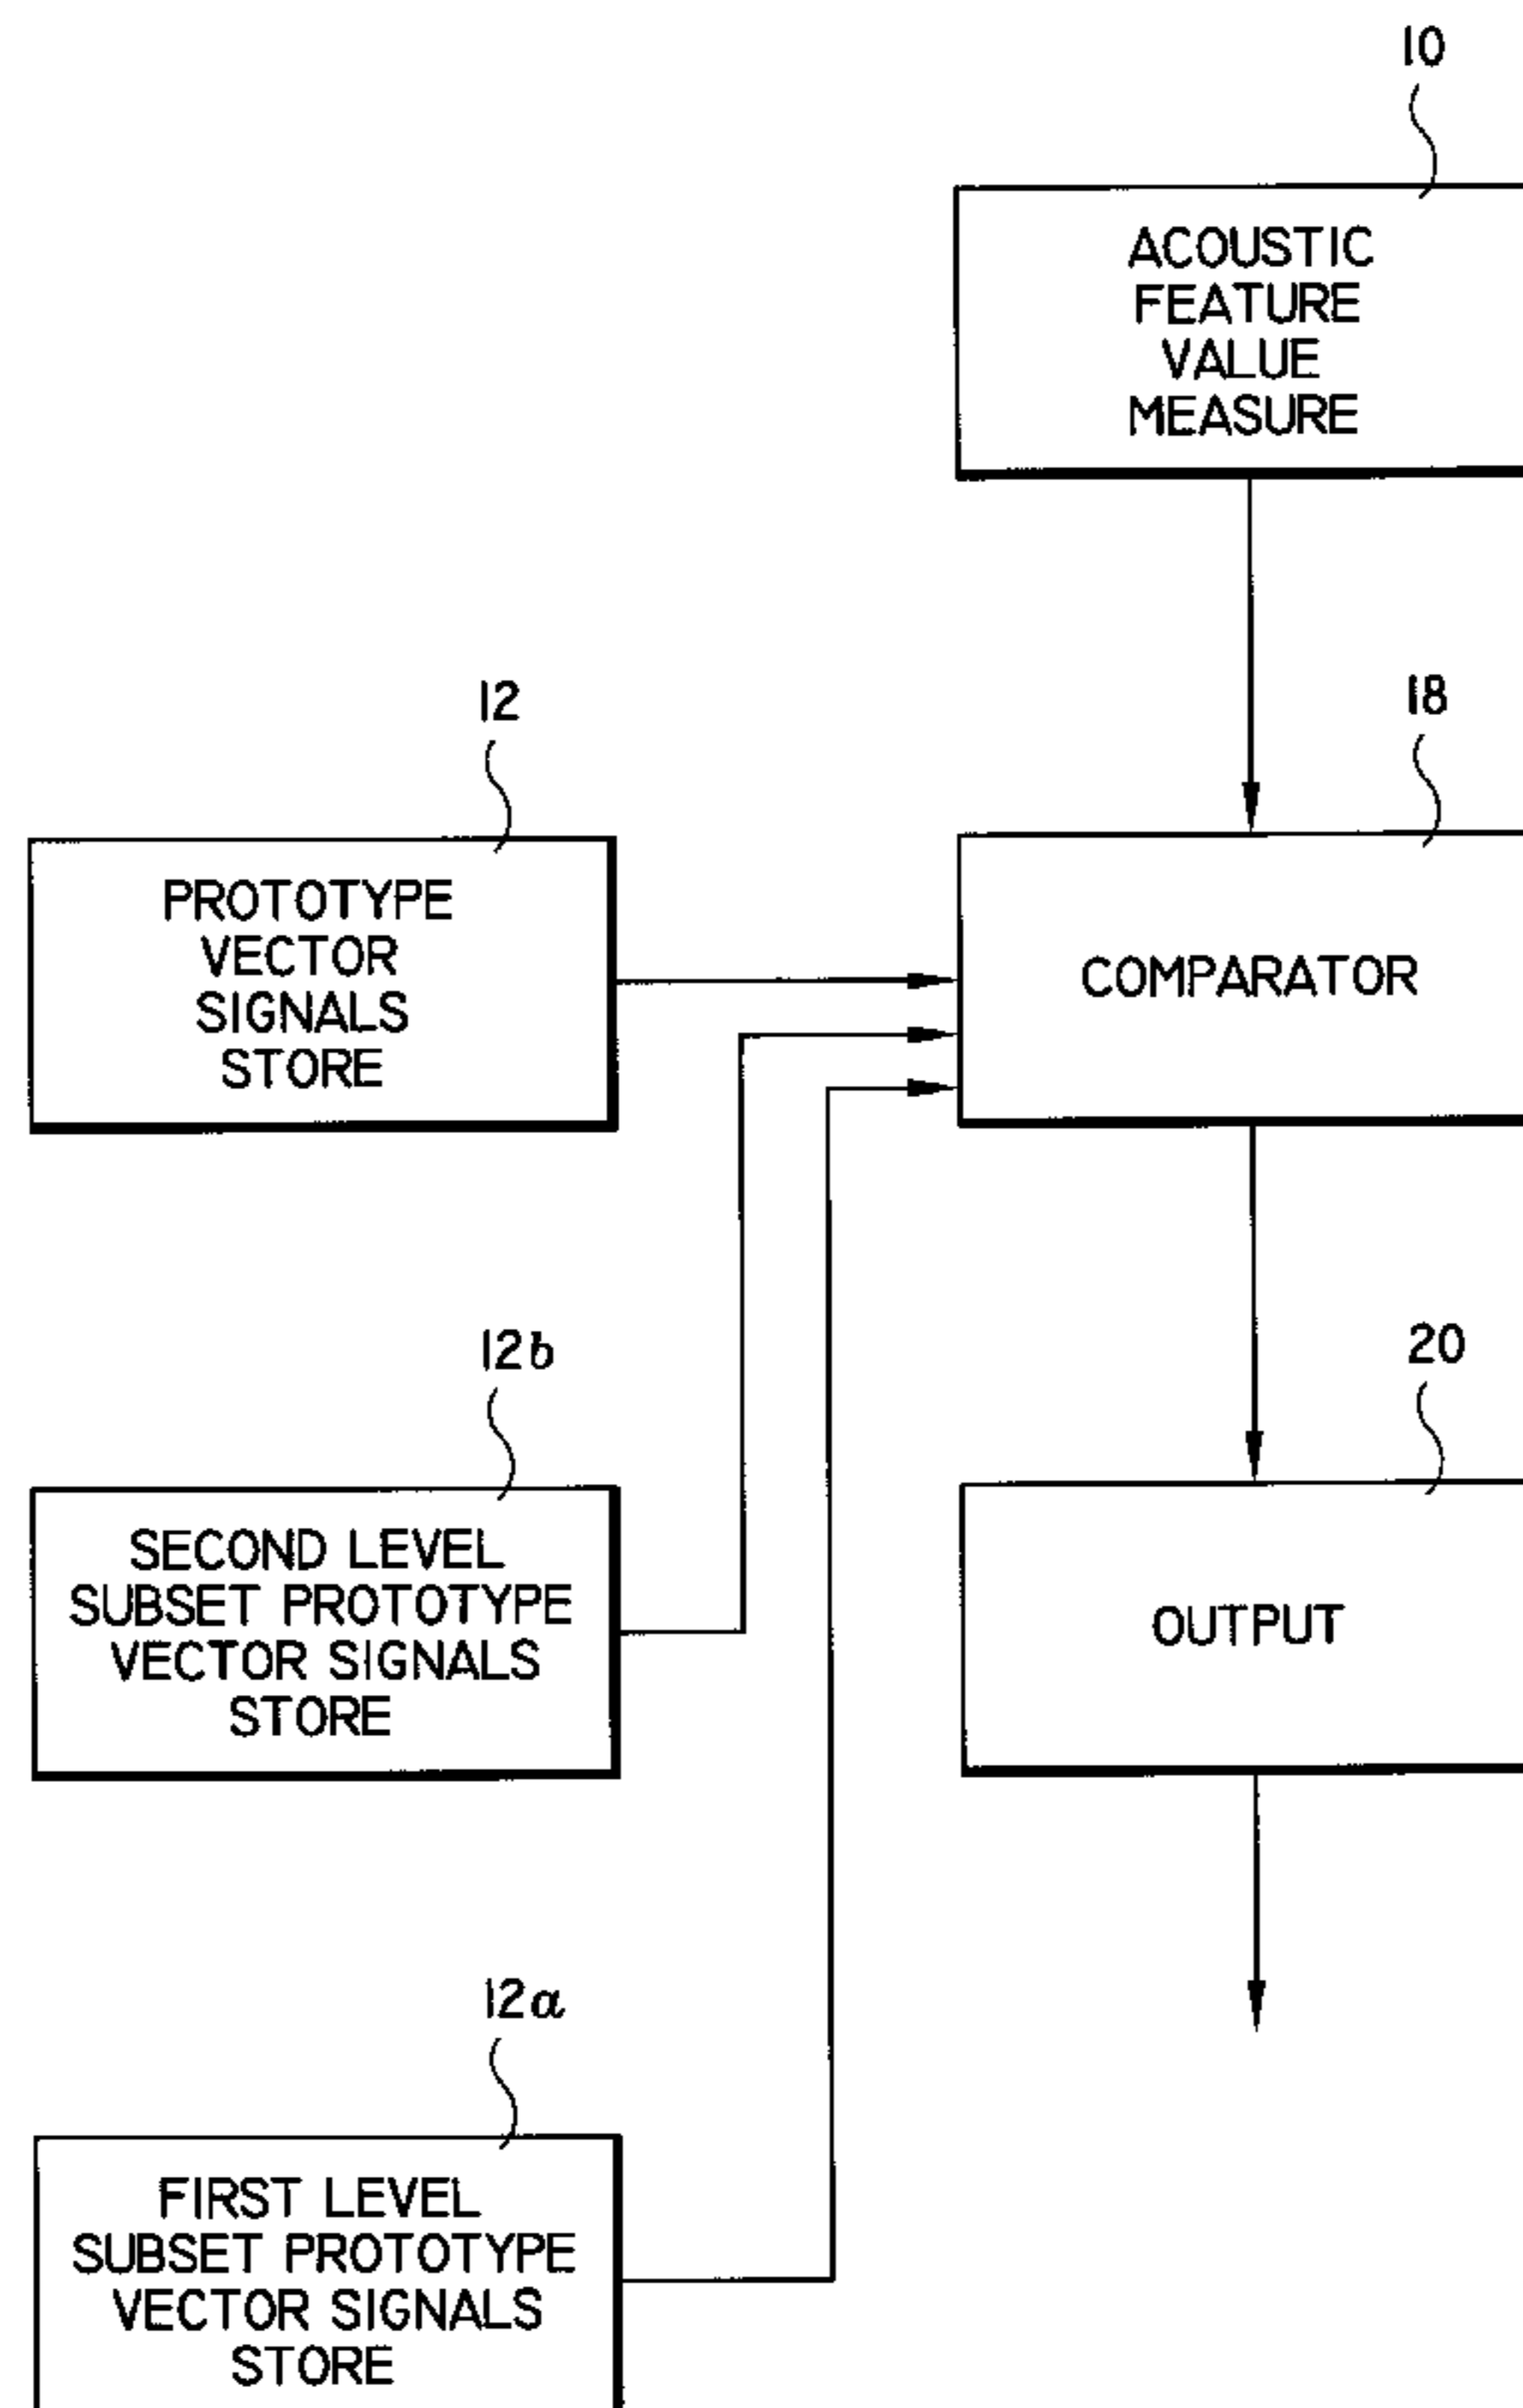 10
ACOUSTIC
FEATURE
VALUE
MEASURE
12
PROTOTYPE
VECTOR
SIGNALS
STORE
18
COMPARATOR
12b
SECOND LEVEL
SUBSET PROTOTYPE
VECTOR SIGNALS
STORE
20
OUTPUT
12a
FIRST LEVEL
SUBSET PROTOTYPE
VECTOR SIGNALS
STORE